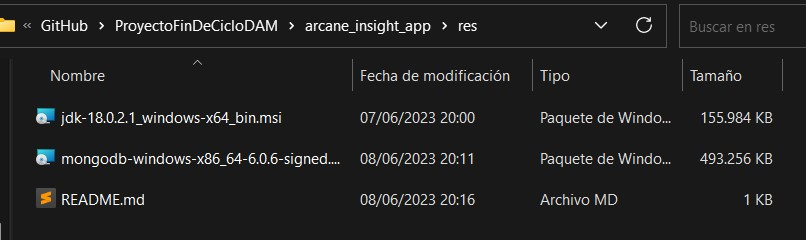 « GitHub > ProyectoFinDeCicloDAM > arcane_insight_app > res Buscar en res
Nombre Fecha de modificación Tipo Tamaño
jdk-18.0.2.1_windows-x64_bin.msi 07/06/2023 20:00 Paquete de Windo... 155.984 KB
mongodb-windows-x86_64-6.0.6-signed.... 08/06/2023 20:11 Paquete de Windo... 493.256 KB
README.md 08/06/2023 20:16 Archivo MD 1 KB